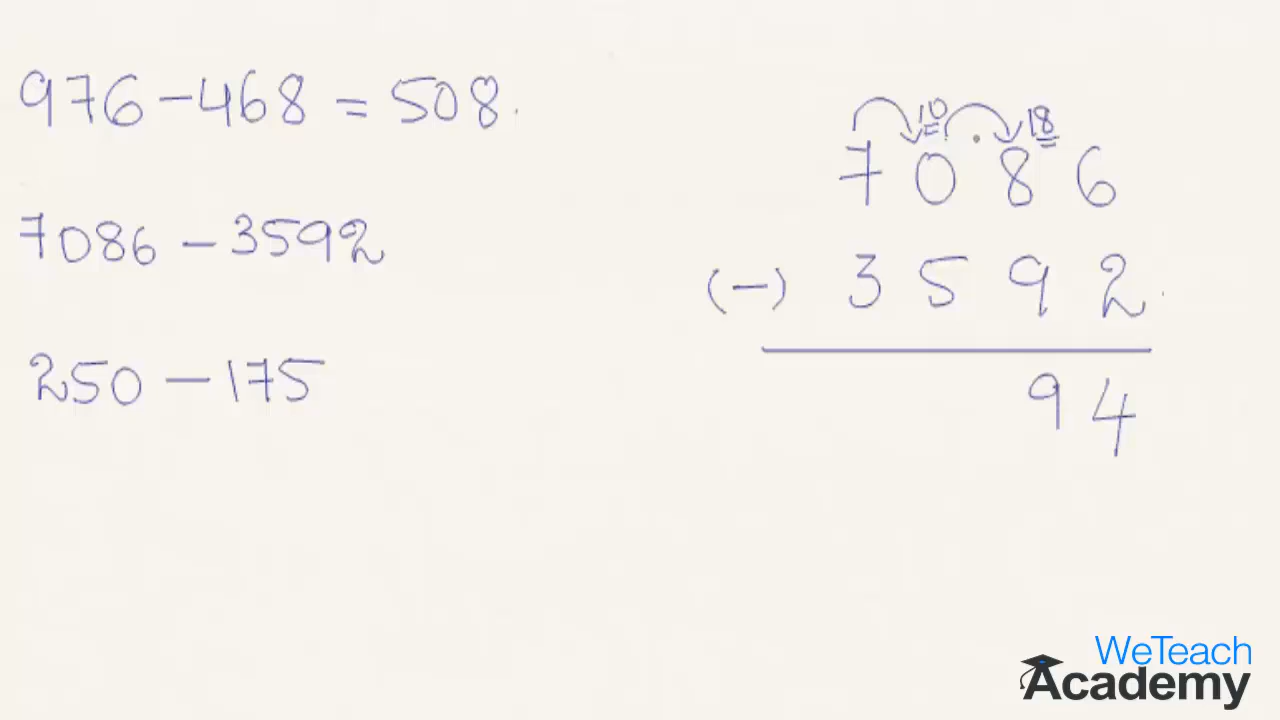 976 - 468 = 508.
7086 - 3592
250 - 175
10 18
7 0 8 6
(-) 3 5 9 2
9 4
WeTeach
Academy